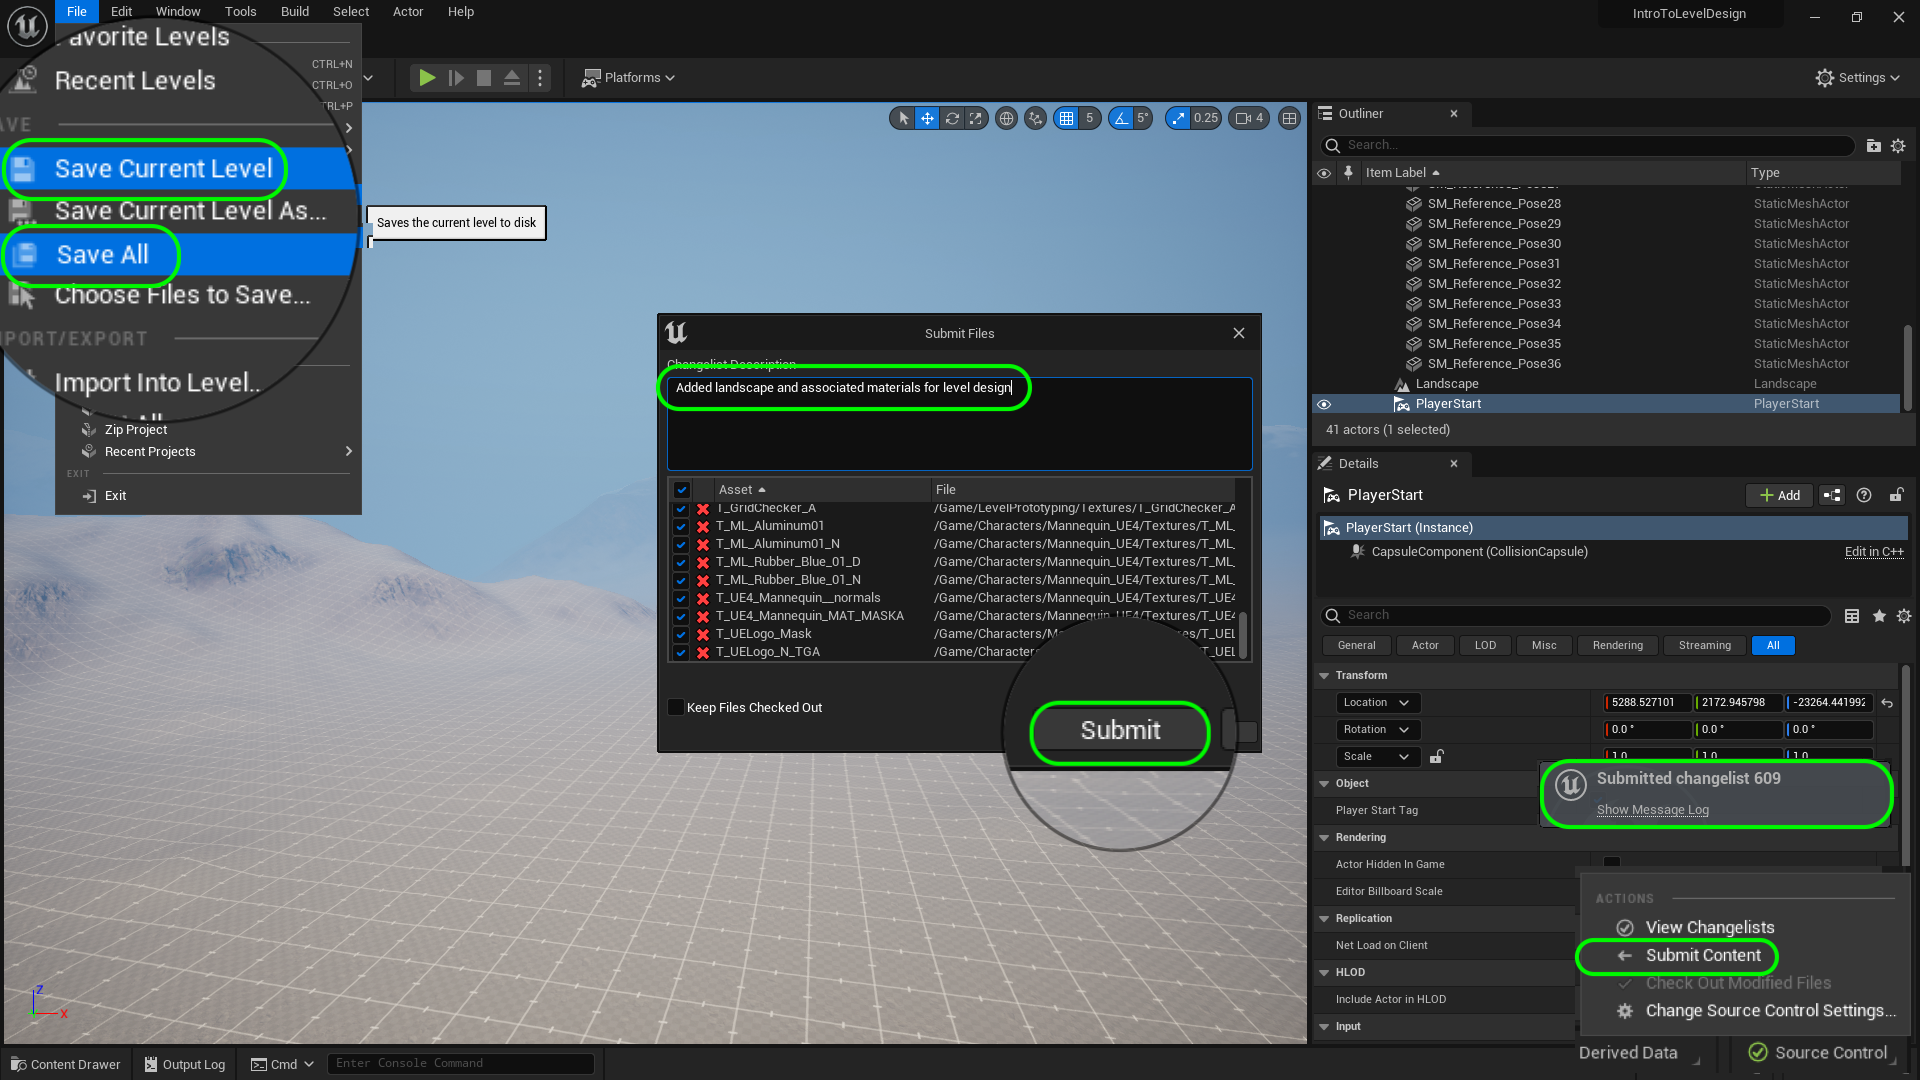 File Edit Window Tools Build Select Actor Help
IntroToLevelDesign
Favorite Levels
CTRL+N
Recent Levels
CTRL+O
TRL+P
AVE
Save Current Level
Save Current Level As...
Save All
Choose Files to Save...
PORT/EXPORT
Import Into Level..
Zip Project
Recent Projects
EXIT
Exit
Saves the current level to disk
Platforms
Settings
5
5°
0.25
4
Outliner
Search...
Item Label
Type
SM_Reference_Pose28 StaticMeshActor
SM_Reference_Pose29 StaticMeshActor
SM_Reference_Pose30 StaticMeshActor
SM_Reference_Pose31 StaticMeshActor
SM_Reference_Pose32 StaticMeshActor
SM_Reference_Pose33 StaticMeshActor
SM_Reference_Pose34 StaticMeshActor
SM_Reference_Pose35 StaticMeshActor
SM_Reference_Pose36 StaticMeshActor
Landscape Landscape
PlayerStart PlayerStart
41 actors (1 selected)
Submit Files
Changelist Description
Added landscape and associated materials for level design
Asset File
T_GridChecker_A /Game/LevelPrototyping/Textures/T_GridChecker_A
T_ML_Aluminum01 /Game/Characters/Mannequin_UE4/Textures/T_ML_
T_ML_Aluminum01_N /Game/Characters/Mannequin_UE4/Textures/T_ML_
T_ML_Rubber_Blue_01_D /Game/Characters/Mannequin_UE4/Textures/T_ML_
T_ML_Rubber_Blue_01_N /Game/Characters/Mannequin_UE4/Textures/T_ML_
T_UE4_Mannequin__normals /Game/Characters/Mannequin_UE4/Textures/T_UE4
T_UE4_Mannequin_MAT_MASKA /Game/Characters/Mannequin_UE4/Textures/T_UE4
T_UELogo_Mask /Game/Characters/M res/T_UEL
T_UELogo_N_TGA /Game/Character T_UEL
Keep Files Checked Out
Submit
Details
PlayerStart
Add
PlayerStart (Instance)
CapsuleComponent (CollisionCapsule)
Edit in C++
Search
General Actor LOD Misc Rendering Streaming All
Transform
Location 5288.527101 2172.945798 -23264.441992
Rotation 0.0 ° 0.0 ° 0.0 °
Scale 1.0 1.0 1.0
Object
Player Start Tag
Submitted changelist 609
Show Message Log
Rendering
Actor Hidden In Game
Editor Billboard Scale
Replication
Net Load on Client
HLOD
Include Actor in HLOD
Input
ACTIONS
View Changelists
Submit Content
Check Out Modified Files
Change Source Control Settings...
Z
X
Content Drawer
Output Log
Cmd
Enter Console Command
Derived Data
Source Control